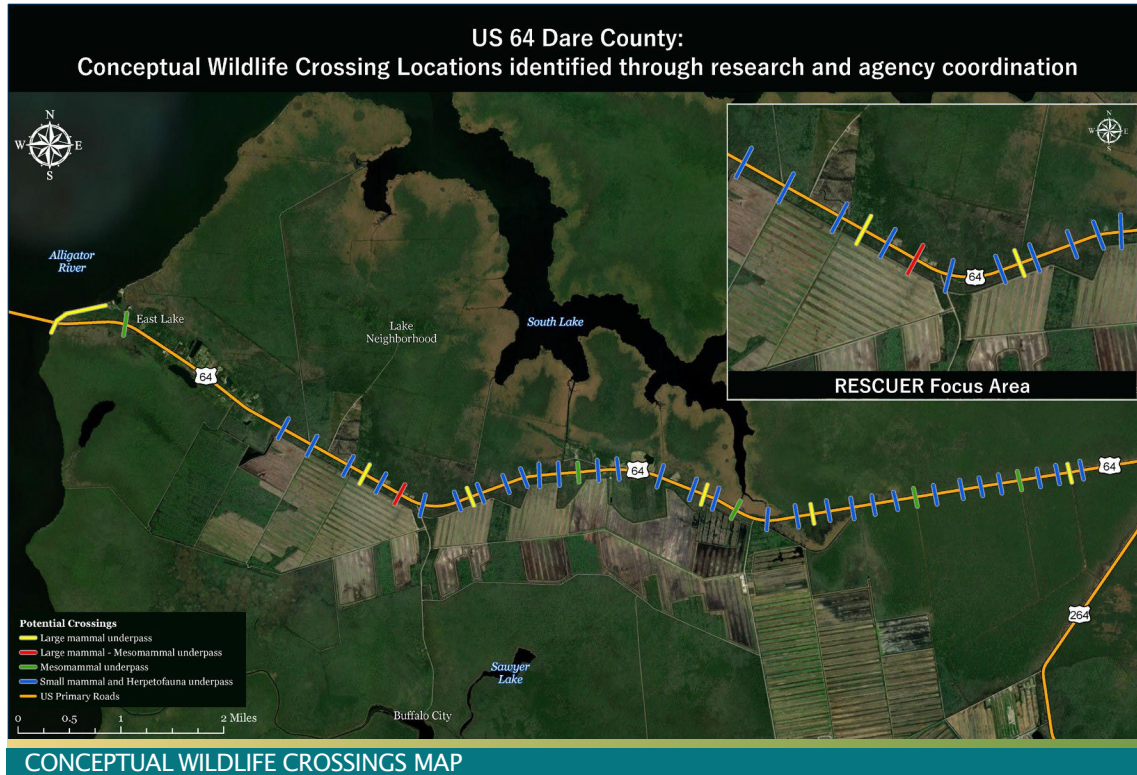 US 64 Dare County:
Conceptual Wildlife Crossing Locations identified through research and agency coordination
N
W E
S
N
W E
S
Alligator
River
East Lake
64
Lake
Neighborhood
South Lake
64
RESCUER Focus Area
64
64
264
Potential Crossings
Large mammal underpass
Large mammal - Mesomammal underpass
Mesomammal underpass
Small mammal and Herpetofauna underpass
US Primary Roads
0 0.5 1 2 Miles
Sawyer
Lake
Buffalo City
CONCEPTUAL WILDLIFE CROSSINGS MAP